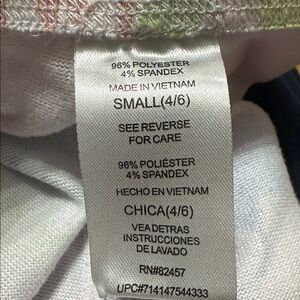 96% POLYESTER
4% SPANDEX
MADE IN VIETNAM
SMALL(4/6)
SEE REVERSE
FOR CARE
96% POLIÉSTER
4% SPANDEX
HECHO EN VIETNAM
CHICA(4/6)
VEA DETRAS
INSTRUCCIONES
DE LAVADO
RN#82457
UPC#714147544333